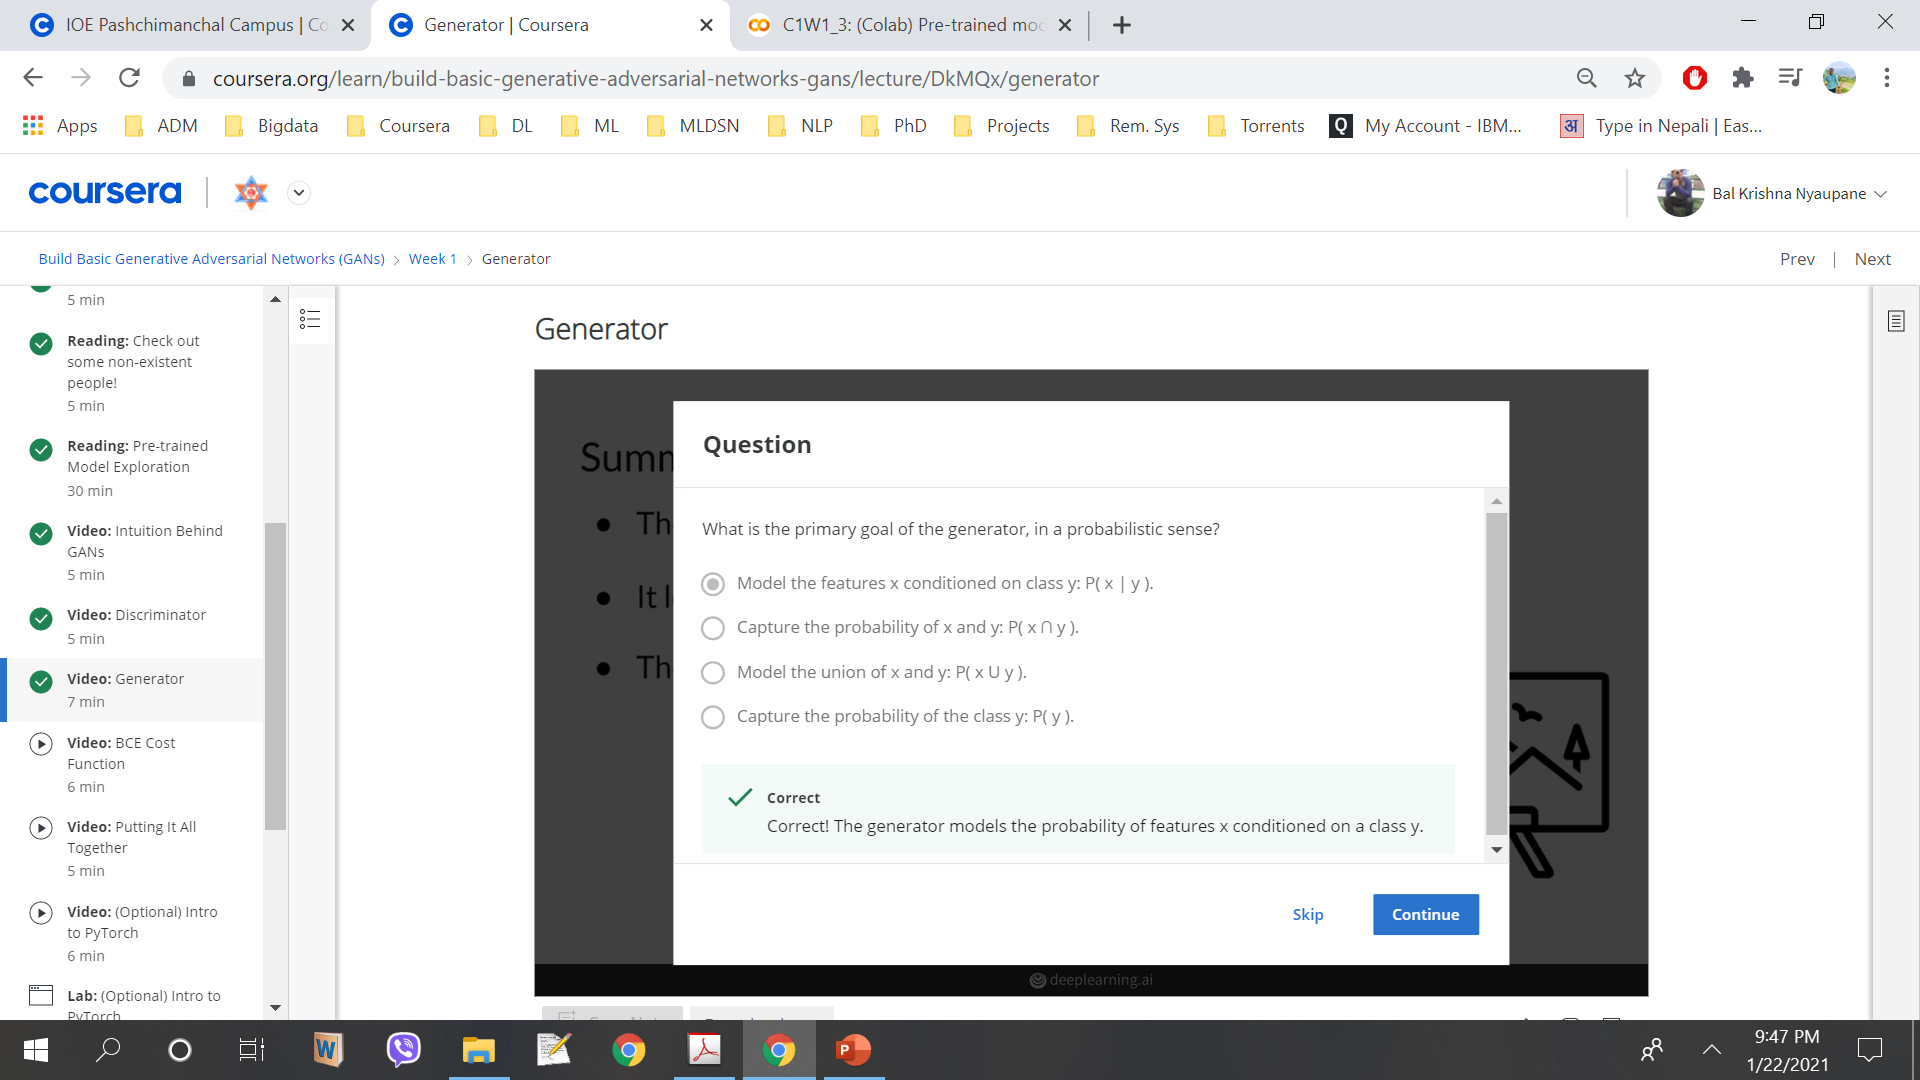 IOE Pashchimanchal Campus | Co
Generator | Coursera
C1W1_3: (Colab) Pre-trained mod
coursera.org/learn/build-basic-generative-adversarial-networks-gans/lecture/DkMQx/generator
Apps
ADM
Bigdata
Coursera
DL
ML
MLDSN
NLP
PhD
Projects
Rem. Sys
Torrents
Q
My Account - IBM...
अ
Type in Nepali | Eas...
coursera
Bal Krishna Nyaupane
Build Basic Generative Adversarial Networks (GANs)
Week 1
Generator
Prev | Next
5 min
Reading: Check out
some non-existent
people!
5 min
Reading: Pre-trained
Model Exploration
30 min
Video: Intuition Behind
GANs
5 min
Video: Discriminator
5 min
Video: Generator
7 min
Video: BCE Cost
Function
6 min
Video: Putting It All
Together
5 min
Video: (Optional) Intro
to PyTorch
6 min
Lab: (Optional) Intro to
PyTorch
Generator
Summ
• Th
• It l
• Th
Question
What is the primary goal of the generator, in a probabilistic sense?
Model the features x conditioned on class y: P( x | y ).
Capture the probability of x and y: P( x ∩ y ).
Model the union of x and y: P( x U y ).
Capture the probability of the class y: P( y ).
Correct
Correct! The generator models the probability of features x conditioned on a class y.
Skip
Continue
deeplearning.ai
9:47 PM
1/22/2021